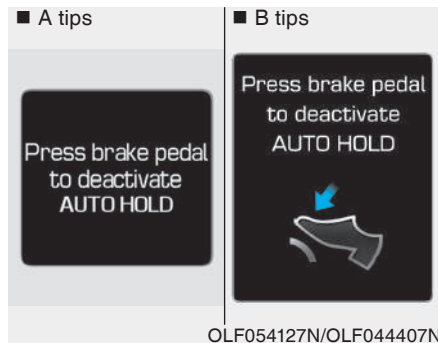 ■ A tips
Press brake pedal
to deactivate
AUTO HOLD
■ B tips
Press brake pedal
to deactivate
AUTO HOLD
OLF054127N/OLF044407N